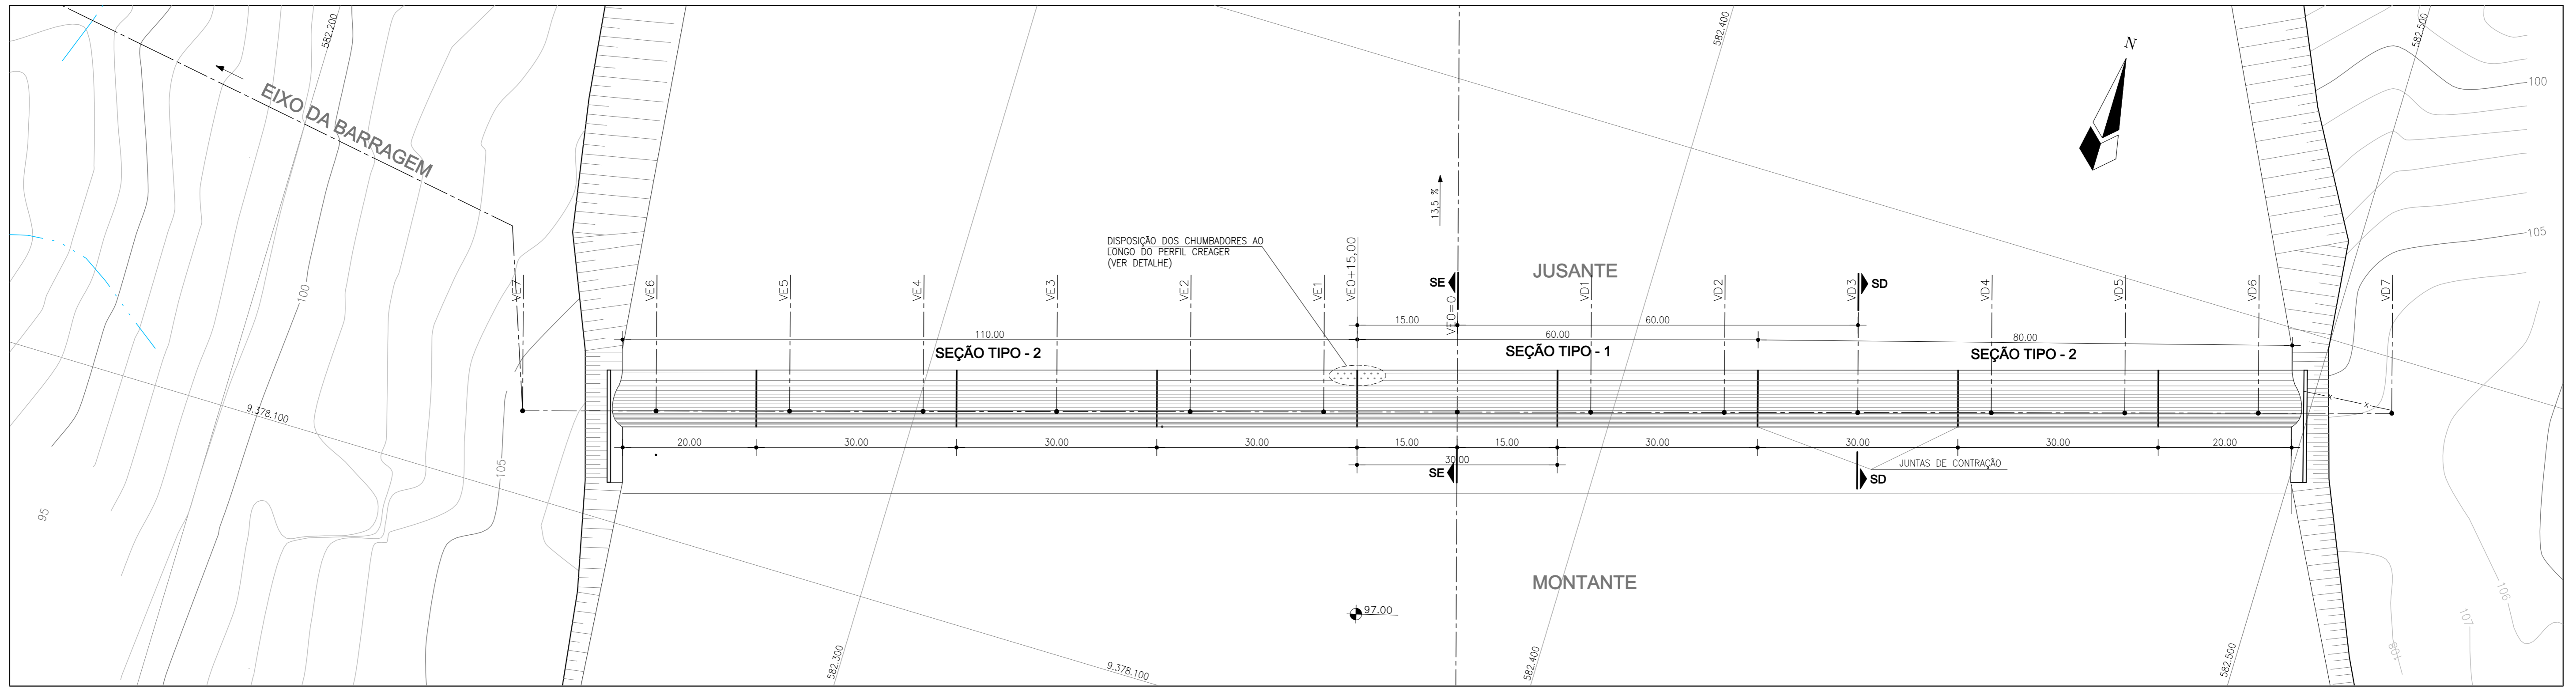 582.200
582.400
582.500
N
100
EIXO DA BARRAGEM
13,5 %
DISPOSIÇÃO DOS CHUMBADORES AO
LONGO DO PERFIL CREAGER
(VER DETALHE)
VE0+15,00
JUSANTE
105
VE7
VE6
VE5
VE4
VE3
VE2
VE1
SE
VE0=0
VD1
VD2
VD3
SD
VD4
VD5
VD6
VD7
100
15.00
60.00
110.00
60.00
80.00
SEÇÃO TIPO - 2
SEÇÃO TIPO - 1
SEÇÃO TIPO - 2
9.378.100
x
x
20.00
30.00
30.00
30.00
15.00
15.00
30.00
30.00
30.00
20.00
30.00
105
SE
JUNTAS DE CONTRAÇÃO
SD
95
MONTANTE
97.00
106
107
108
582.300
9.378.100
582.400
582.500